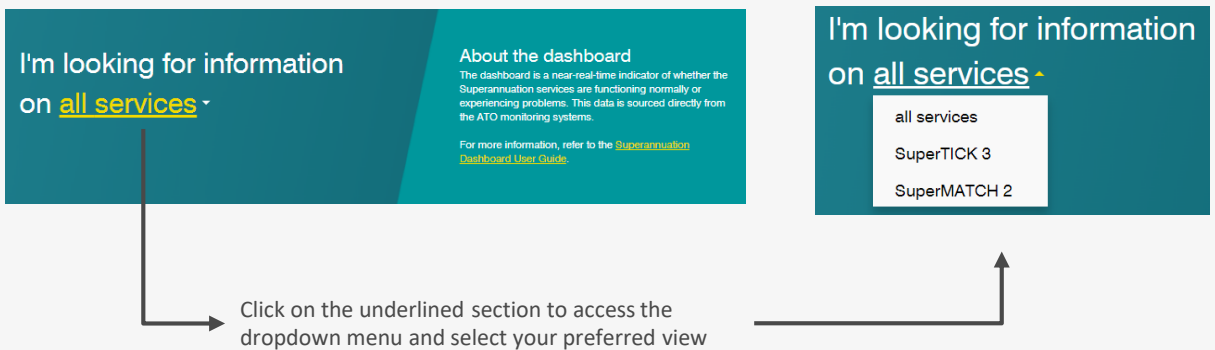 I'm looking for information
on all services
About the dashboard
The dashboard is a near-real-time indicator of whether the
Superannuation services are functioning normally or
experiencing problems. This data is sourced directly from
the ATO monitoring systems.
For more information, refer to the Superannuation
Dashboard User Guide.
I'm looking for information
on all services
all services
SuperTICK 3
SuperMATCH 2
Click on the underlined section to access the
dropdown menu and select your preferred view